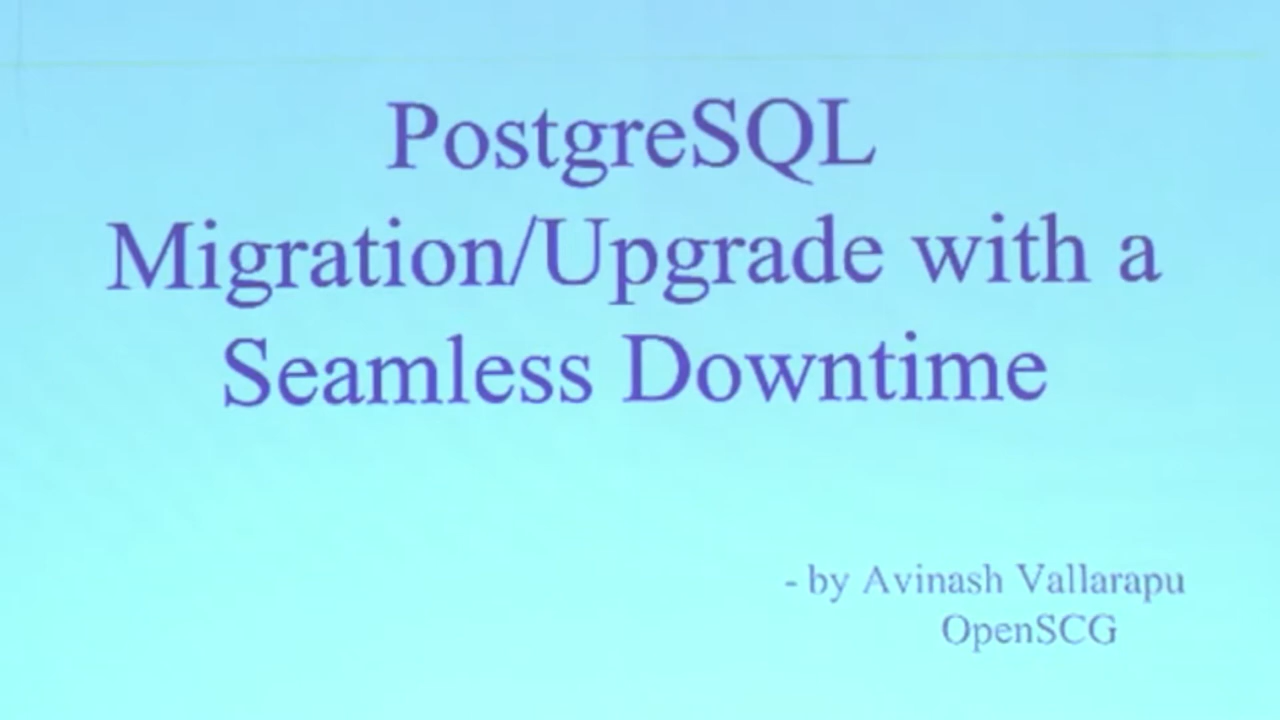 PostgreSQL
Migration/Upgrade with a
Seamless Downtime
- by Avinash Vallarapu
OpenSCG